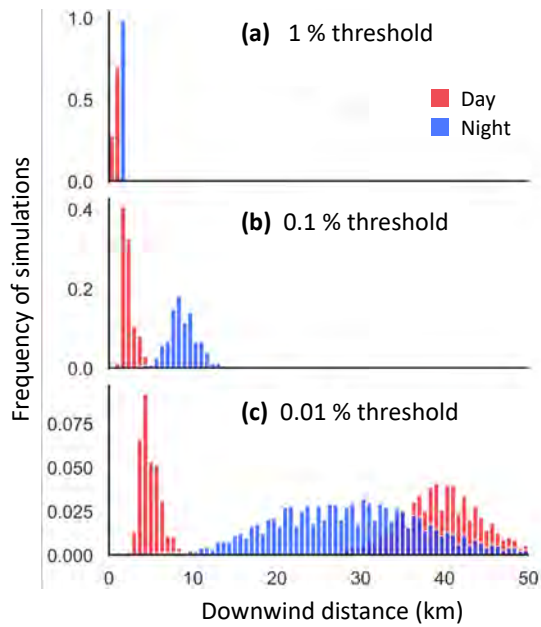 (a) 1 % threshold
1.0
0.5
0.0
Day
Night
(b) 0.1 % threshold
0.4
0.2
0.0
(c) 0.01 % threshold
0.075
0.050
0.025
0.000
0 10 20 30 40 50
Downwind distance (km)
Frequency of simulations